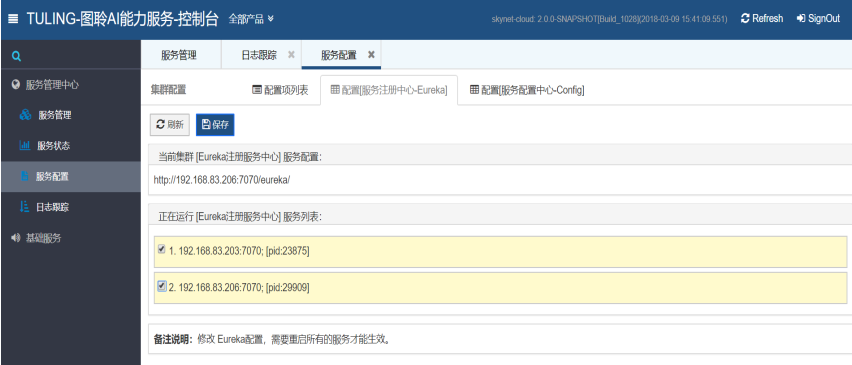 TULING-图聆AI能力服务-控制台 全部产品 skynet-cloud: 2.0.0-SNAPSHOT[Build_1028](2018-03-09 15:41:09.551) Refresh SignOut
服务管理 日志跟踪 服务配置
服务管理中心
服务管理
服务状态
服务配置
日志跟踪
基础服务
集群配置 配置项列表 配置[服务注册中心-Eureka] 配置[服务配置中心-Config]
刷新 保存
当前集群 [Eureka注册服务中心] 服务配置:
http://192.168.83.206:7070/eureka/
正在运行 [Eureka注册服务中心] 服务列表:
1. 192.168.83.203:7070; [pid:23875]
2. 192.168.83.206:7070; [pid:29909]
备注说明: 修改 Eureka配置, 需要重启所有的服务才能生效。